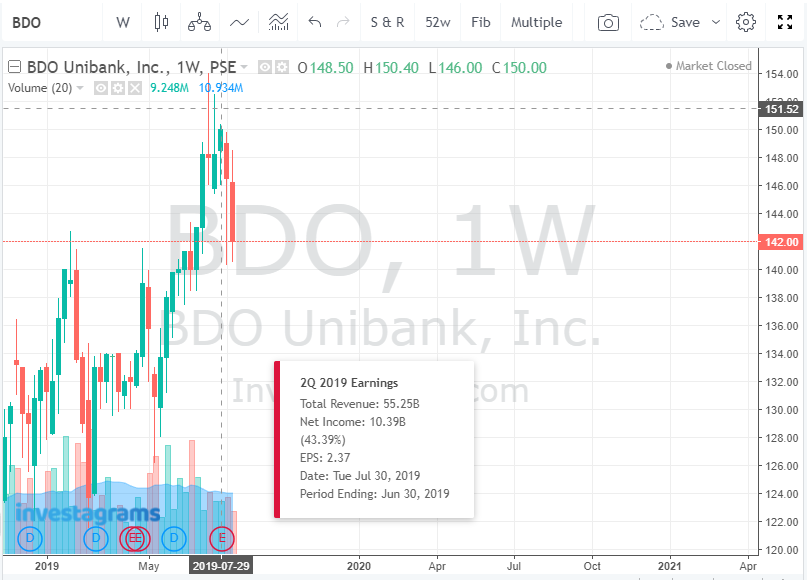 BDO W S & R 52w Fib Multiple Save
BDO Unibank, Inc., 1W, PSE O148.50 H150.40 L146.00 C150.00 Market Closed
Volume (20) 9.248M 10.934M
154.00
152.00
151.52
150.00
148.00
146.00
144.00
142.00
140.00
138.00
136.00
134.00
132.00
130.00
128.00
126.00
124.00
122.00
120.00
BDO, 1W
BDO Unibank, Inc.
2Q 2019 Earnings
Total Revenue: 55.25B
Net Income: 10.39B
(43.39%)
EPS: 2.37
Date: Tue Jul 30, 2019
Period Ending: Jun 30, 2019
investagrams
D D E E D E
2019 May 2019-07-29 2020 Apr Jul Oct 2021 Apr